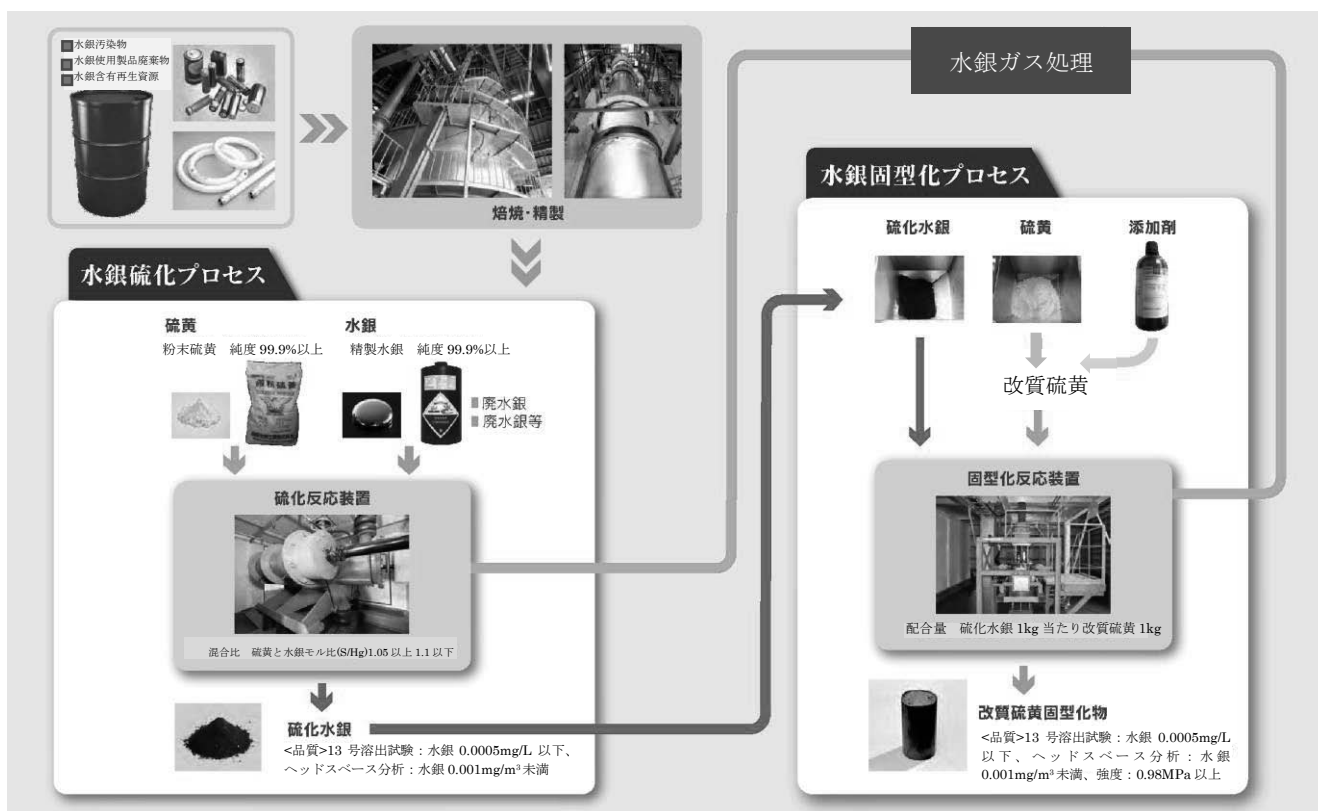 水銀汚染物
水銀使用製品廃棄物
水銀含有再生資源
焙焼・精製
水銀ガス処理
水銀硫化プロセス
硫黄
粉末硫黄 純度 99.9%以上
水銀
精製水銀 純度 99.9%以上
廃水銀
廃水銀等
硫化反応装置
混合比 硫黄と水銀モル比(S/Hg)1.05 以上 1.1 以下
硫化水銀
<品質>13 号溶出試験:水銀 0.0005mg/L 以下、
ヘッドスペース分析:水銀 0.001mg/m³未満
水銀固型化プロセス
硫化水銀
硫黄
添加剤
改質硫黄
固型化反応装置
配合量 硫化水銀 1kg 当たり改質硫黄 1kg
改質硫黄固型化物
<品質>13 号溶出試験:水銀 0.0005mg/L
以下、ヘッドスペース分析:水銀
0.001mg/m³未満、強度:0.98MPa 以上